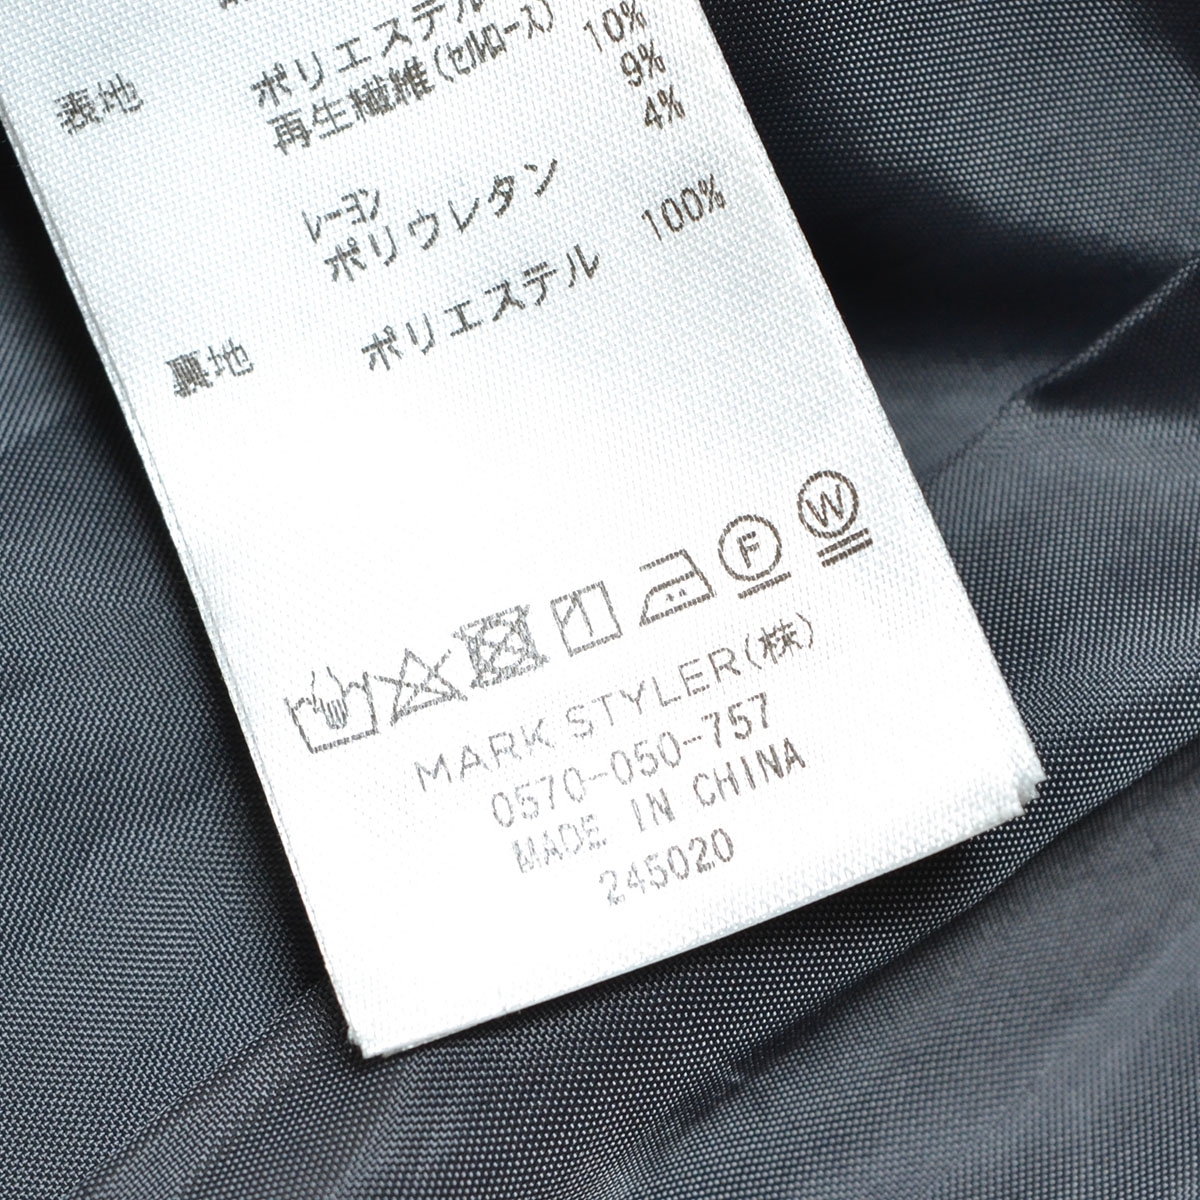 表地 ポリエステル
再生繊維(セルロース) 10%
レーヨン 9%
ポリウレタン 4%
裏地 ポリエステル 100%
F W
MARK STYLER(株)
0570-050-757
MADE IN CHINA
245020